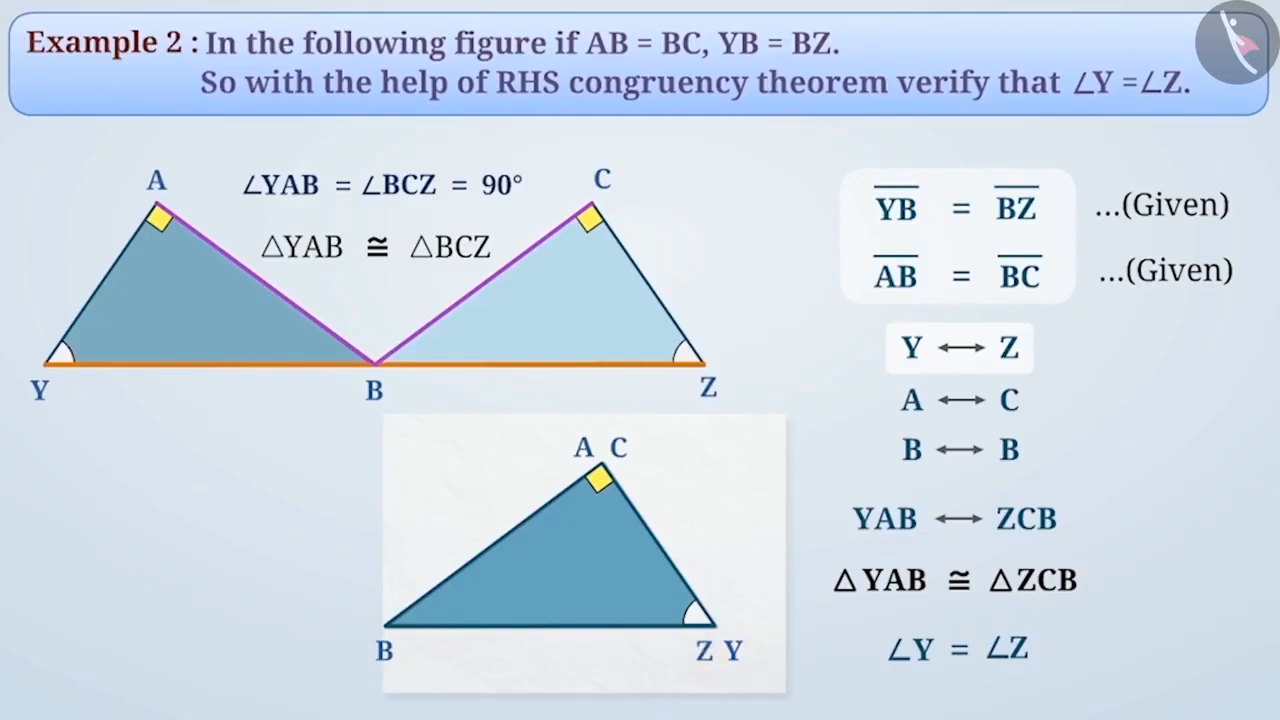 Example 2 : In the following figure if AB = BC, YB = BZ.
So with the help of RHS congruency theorem verify that ∠Y =∠Z.
A
C
∠YAB = ∠BCZ = 90°
△YAB ≅ △BCZ
Y
B
Z
YB = BZ ...(Given)
AB = BC ...(Given)
Y ⟷ Z
A ⟷ C
B ⟷ B
YAB ⟷ ZCB
△YAB ≅ △ZCB
∠Y = ∠Z
A C
B
Z Y